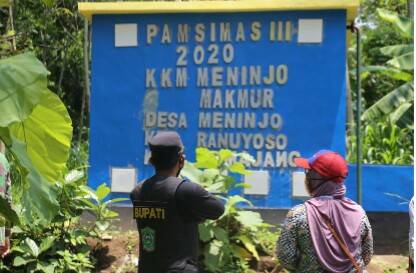 PAMSIMAS III
2020
KKM MENINJO
MAKMUR
DESA MENINJO
RANUYOSO
BUPATI